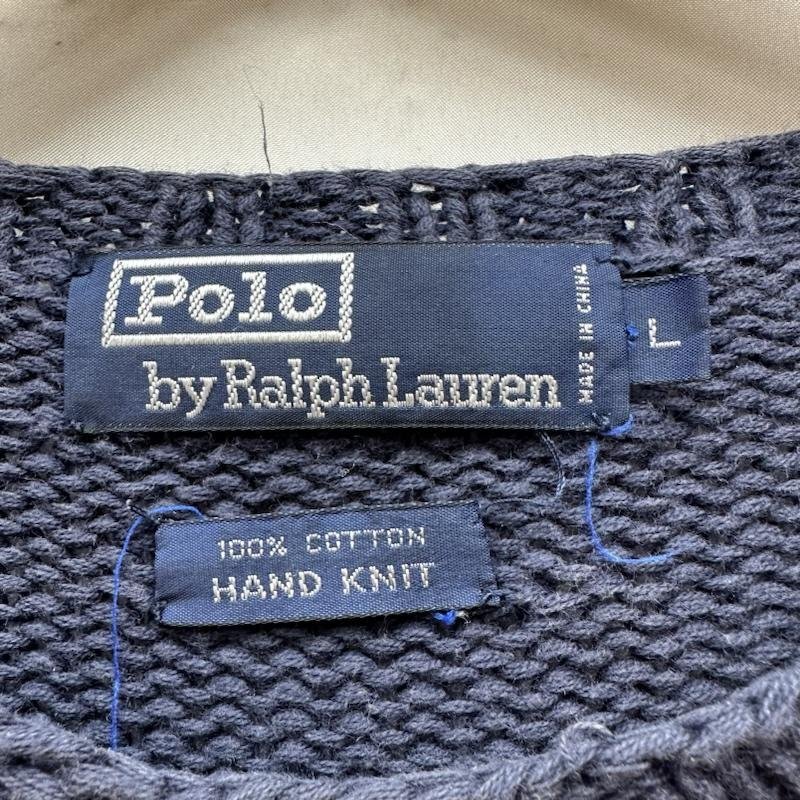 Polo
by Ralph Lauren
MADE IN CHINA
L
100% COTTON
HAND KNIT